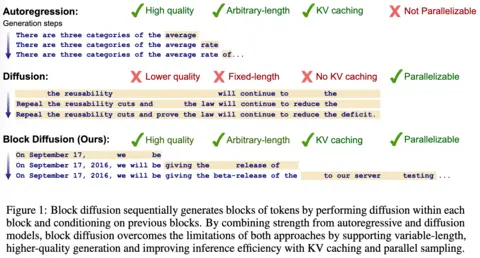 Autoregression: ✓ High quality ✓ Arbitrary-length ✓ KV caching ✗ Not Parallelizable
Generation steps
There are three categories of the average
There are three categories of the average rate
There are three categories of the average rate of...
Diffusion: ✗ Lower quality ✗ Fixed-length ✗ No KV caching ✓ Parallelizable
the reusability will continue to the
Repeal the reusability cuts and the law will continue to reduce the
Repeal the reusability cuts and prove the law will continue to reduce the deficit.
Block Diffusion (Ours): ✓ High quality ✓ Arbitrary-length ✓ KV caching ✓ Parallelizable
On September 17, we be
On September 17, 2016, we will be giving the release of
On September 17, 2016, we will be giving the beta-release of the to our server testing ...
Figure 1: Block diffusion sequentially generates blocks of tokens by performing diffusion within each
block and conditioning on previous blocks. By combining strength from autoregressive and diffusion
models, block diffusion overcomes the limitations of both approaches by supporting variable-length,
higher-quality generation and improving inference efficiency with KV caching and parallel sampling.